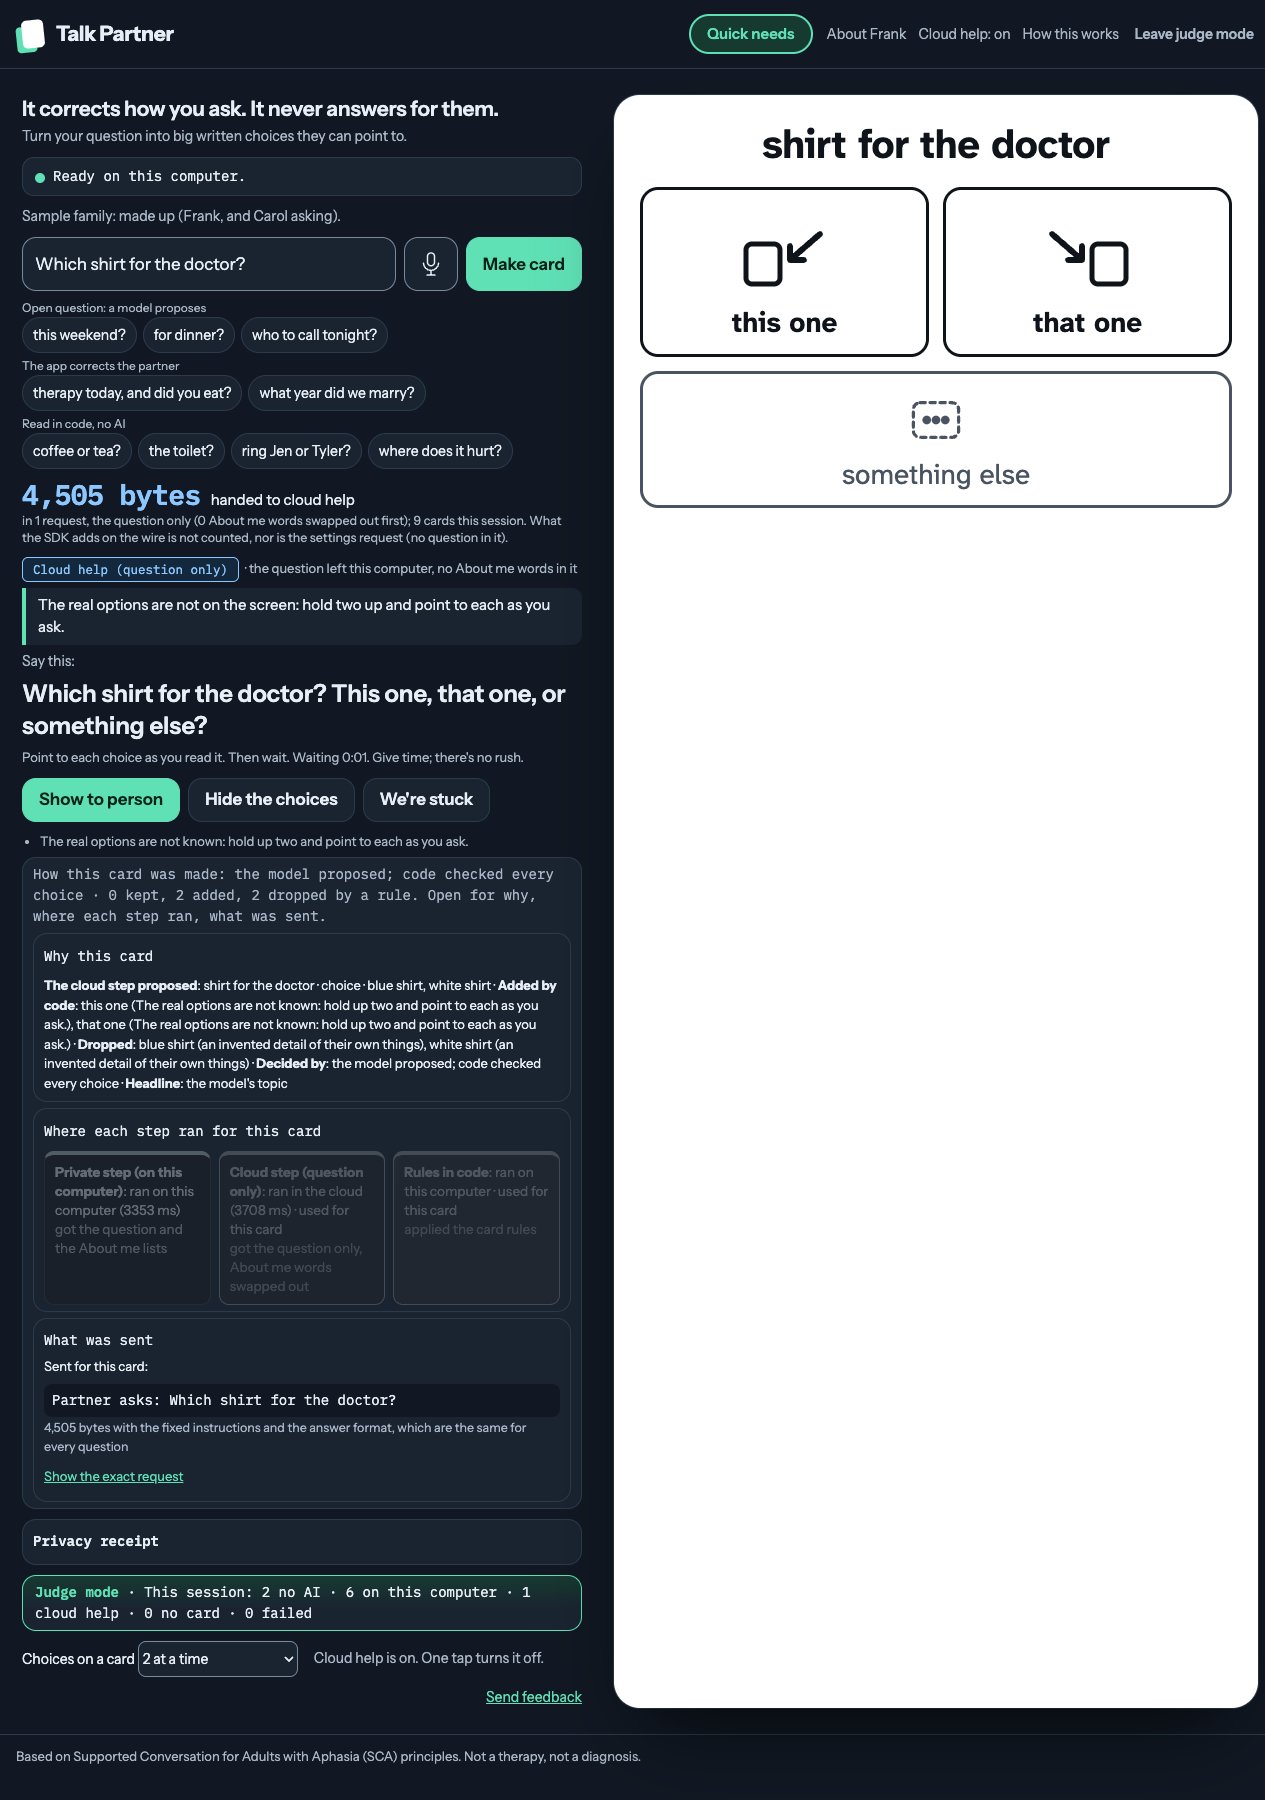 Talk Partner
Quick needs
About Frank
Cloud help: on
How this works
Leave judge mode
It corrects how you ask. It never answers for them.
Turn your question into big written choices they can point to.
Ready on this computer.
Sample family: made up (Frank, and Carol asking).
Which shirt for the doctor?
Make card
Open question: a model proposes
this weekend?
for dinner?
who to call tonight?
The app corrects the partner
therapy today, and did you eat?
what year did we marry?
Read in code, no AI
coffee or tea?
the toilet?
ring Jen or Tyler?
where does it hurt?
4,505 bytes handed to cloud help
in 1 request, the question only (0 About me words swapped out first); 9 cards this session. What
the SDK adds on the wire is not counted, nor is the settings request (no question in it).
Cloud help (question only) · the question left this computer, no About me words in it
The real options are not on the screen: hold two up and point to each as you
ask.
Say this:
Which shirt for the doctor? This one, that one, or
something else?
Point to each choice as you read it. Then wait. Waiting 0:01. Give time; there's no rush.
Show to person
Hide the choices
We're stuck
• The real options are not known: hold up two and point to each as you ask.
How this card was made: the model proposed; code checked every
choice · 0 kept, 2 added, 2 dropped by a rule. Open for why,
where each step ran, what was sent.
Why this card
The cloud step proposed: shirt for the doctor · choice · blue shirt, white shirt · Added by
code: this one (The real options are not known: hold up two and point to each as you
ask.), that one (The real options are not known: hold up two and point to each as you
ask.) · Dropped: blue shirt (an invented detail of their own things), white shirt (an
invented detail of their own things) · Decided by: the model proposed; code checked
every choice · Headline: the model's topic
Where each step ran for this card
Private step (on this
computer): ran on this
computer (3353 ms)
got the question and
the About me lists
Cloud step (question
only): ran in the cloud
(3708 ms) · used for
this card
got the question only,
About me words
swapped out
Rules in code: ran on
this computer · used for
this card
applied the card rules
What was sent
Sent for this card:
Partner asks: Which shirt for the doctor?
4,505 bytes with the fixed instructions and the answer format, which are the same for
every question
Show the exact request
Privacy receipt
Judge mode · This session: 2 no AI · 6 on this computer · 1
cloud help · 0 no card · 0 failed
Choices on a card 2 at a time
Cloud help is on. One tap turns it off.
Send feedback
shirt for the doctor
this one
that one
something else
Based on Supported Conversation for Adults with Aphasia (SCA) principles. Not a therapy, not a diagnosis.